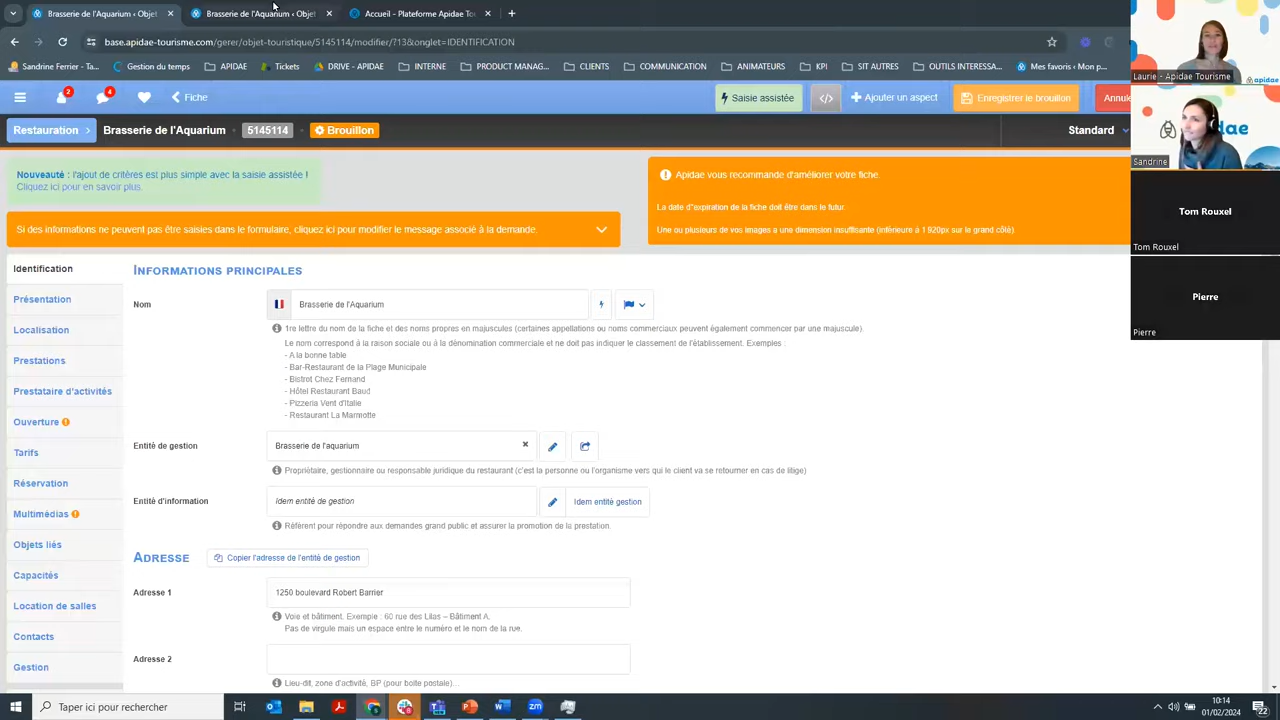 Brasserie de l'Aquarium ‹ Objet
Brasserie de l'Aquarium ‹ Objet
Accueil – Plateforme Apidae Tou
base.apidae-tourisme.com/gerer/objet-touristique/5145114/modifier/713&onglet=IDENTIFICATION
Sandrine Ferrier - Ta...
Centres
APIDAE
Tickets
DRIVE - APIDAE
INTERNE
PRODUCT MANAG...
CLIENTS
COMMUNICATION
ANIMATEURS
KPI
SIT AUTRES
OUTILS INTERESSA...
Mes favoris ‹ Mon p...
2
4
Fiche
Saisie assistée
</>
Ajouter un aspect
Enregistrer le brouillon
Annule
Restauration
Brasserie de l'Aquarium
5145114
Brouillon
Standard
Nouveauté : l'ajout de critères est plus simple avec la saisie assistée !
Cliquez ici pour en savoir plus.
Apidae vous recommande d'améliorer votre fiche.
La date d"expiration de la fiche doit être dans le futur.
Une ou plusieurs de vos images a une dimension insuffisante (inférieure à 1 920px sur le grand côté).
Si des informations ne peuvent pas être saisies dans le formulaire, cliquez ici pour modifier le message associé à la demande.
Identification
Présentation
Localisation
Prestations
Prestataire d'activités
Ouverture
Tarifs
Réservation
Multimédias
Objets liés
Capacités
Location de salles
Contacts
Gestion
INFORMATIONS PRINCIPALES
Nom
Brasserie de l'Aquarium
1re lettre du nom de la fiche et des noms propres en majuscules (certaines appellations ou noms commerciaux peuvent également commencer par une majuscule).
Le nom correspond à la raison sociale ou à la dénomination commerciale et ne doit pas indiquer le classement de l'établissement. Exemples :
- A la bonne table
- Bar-Restaurant de la Plage Municipale
- Bistrot Chez Fernand
- Hôtel Restaurant Baud
- Pizzeria Vent d'Italie
- Restaurant La Marmotte
Entité de gestion
Brasserie de l'aquarium
Propriétaire, gestionnaire ou responsable juridique du restaurant (c'est la personne ou l'organisme vers qui le client va se retourner en cas de litige)
Entité d'information
Idem entité de gestion
Idem entité gestion
Référent pour répondre aux demandes grand public et assurer la promotion de la prestation.
ADRESSE
Copier l'adresse de l'entité de gestion
Adresse 1
1250 boulevard Robert Barrier
Voie et bâtiment. Exemple : 60 rue des Lilas – Bâtiment A.
Pas de virgule mais un espace entre le numéro et le nom de la rue.
Adresse 2
Lieu-dit, zone d'activité, BP (pour boite postale)...
Laurie - Apidae Tourisme
apidae
dae
Sandrine
Tom Rouxel
Tom Rouxel
Pierre
Pierre
Taper ici pour rechercher
10:14
01/02/2024
22